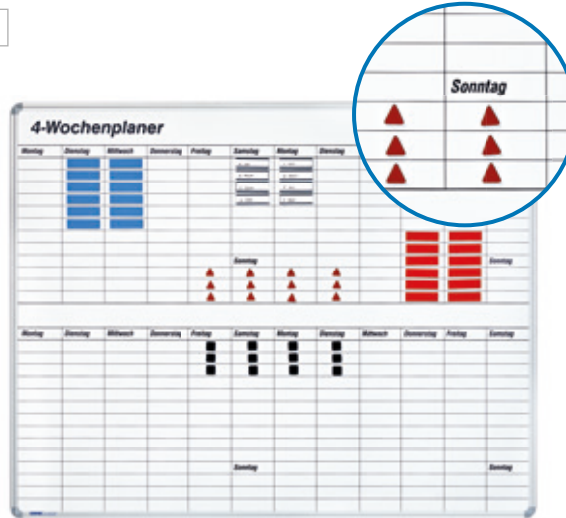 Sonntag
4-Wochenplaner
Montag Dienstag Mittwoch Donnerstag Freitag Samstag Montag Dienstag
Sonntag Sonntag
Montag Dienstag Mittwoch Donnerstag Freitag Samstag Montag Dienstag Mittwoch Donnerstag Freitag Samstag
Sonntag Sonntag